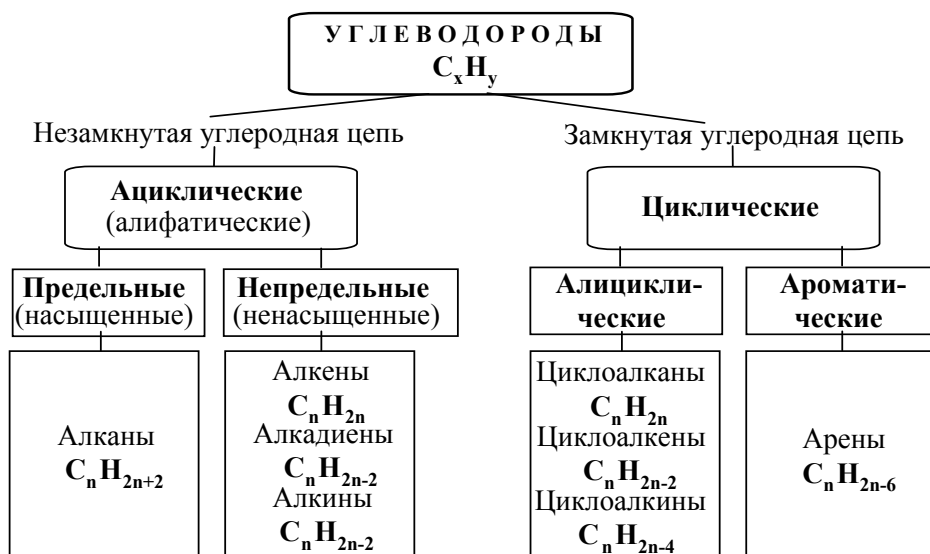 У Г Л Е В О Д О Р О Д Ы
CxHy
Незамкнутая углеродная цепь
Замкнутая углеродная цепь
Ациклические
(алифатические)
Циклические
Предельные
(насыщенные)
Непредельные
(ненасыщенные)
Алицикли-
ческие
Аромати-
ческие
Алканы
CnH2n+2
Алкены
CnH2n
Алкадиены
CnH2n-2
Алкины
CnH2n-2
Циклоалканы
CnH2n
Циклоалкены
CnH2n-2
Циклоалкины
CnH2n-4
Арены
CnH2n-6